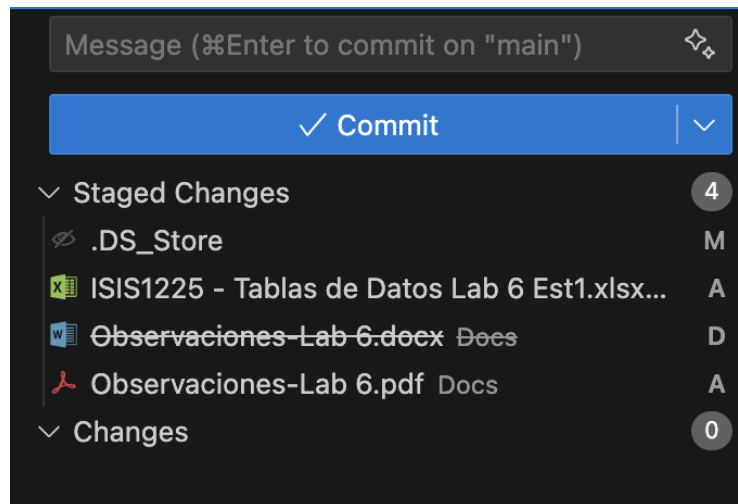 Message (⌘Enter to commit on "main")
Commit
Staged Changes 4
.DS_Store M
ISIS1225 - Tablas de Datos Lab 6 Est1.xlsx... A
Observaciones-Lab 6.docx Docs D
Observaciones-Lab 6.pdf Docs A
Changes 0